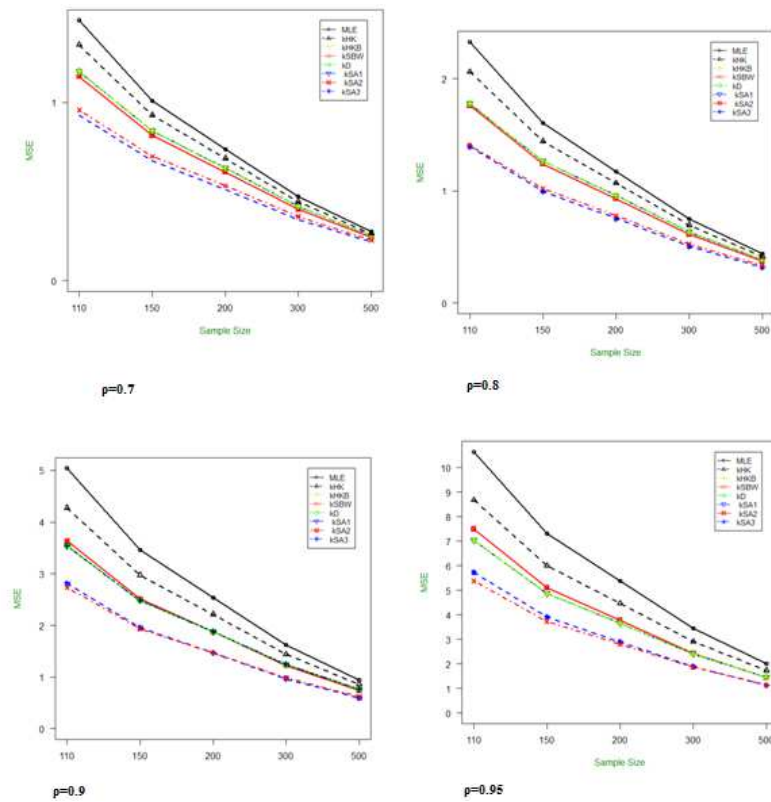 MLE
kHK
kHKB
kSBW
kD
kSA1
kSA2
kSA3
MSE
1
0
110
150
200
300
500
Sample Size
ρ=0.7
MLE
kHK
kHKB
kSBW
kD
kSA1
kSA2
kSA3
MSE
2
1
0
110
150
200
300
500
Sample Size
ρ=0.8
MLE
kHK
kHKB
kSBW
kD
kSA1
kSA2
kSA3
MSE
5
4
3
2
1
0
110
150
200
300
500
ρ=0.9
MLE
kHK
kHKB
kSBW
kD
kSA1
kSA2
kSA3
MSE
10
9
8
7
6
5
4
3
2
1
0
110
150
200
300
500
Sample Size
ρ=0.95